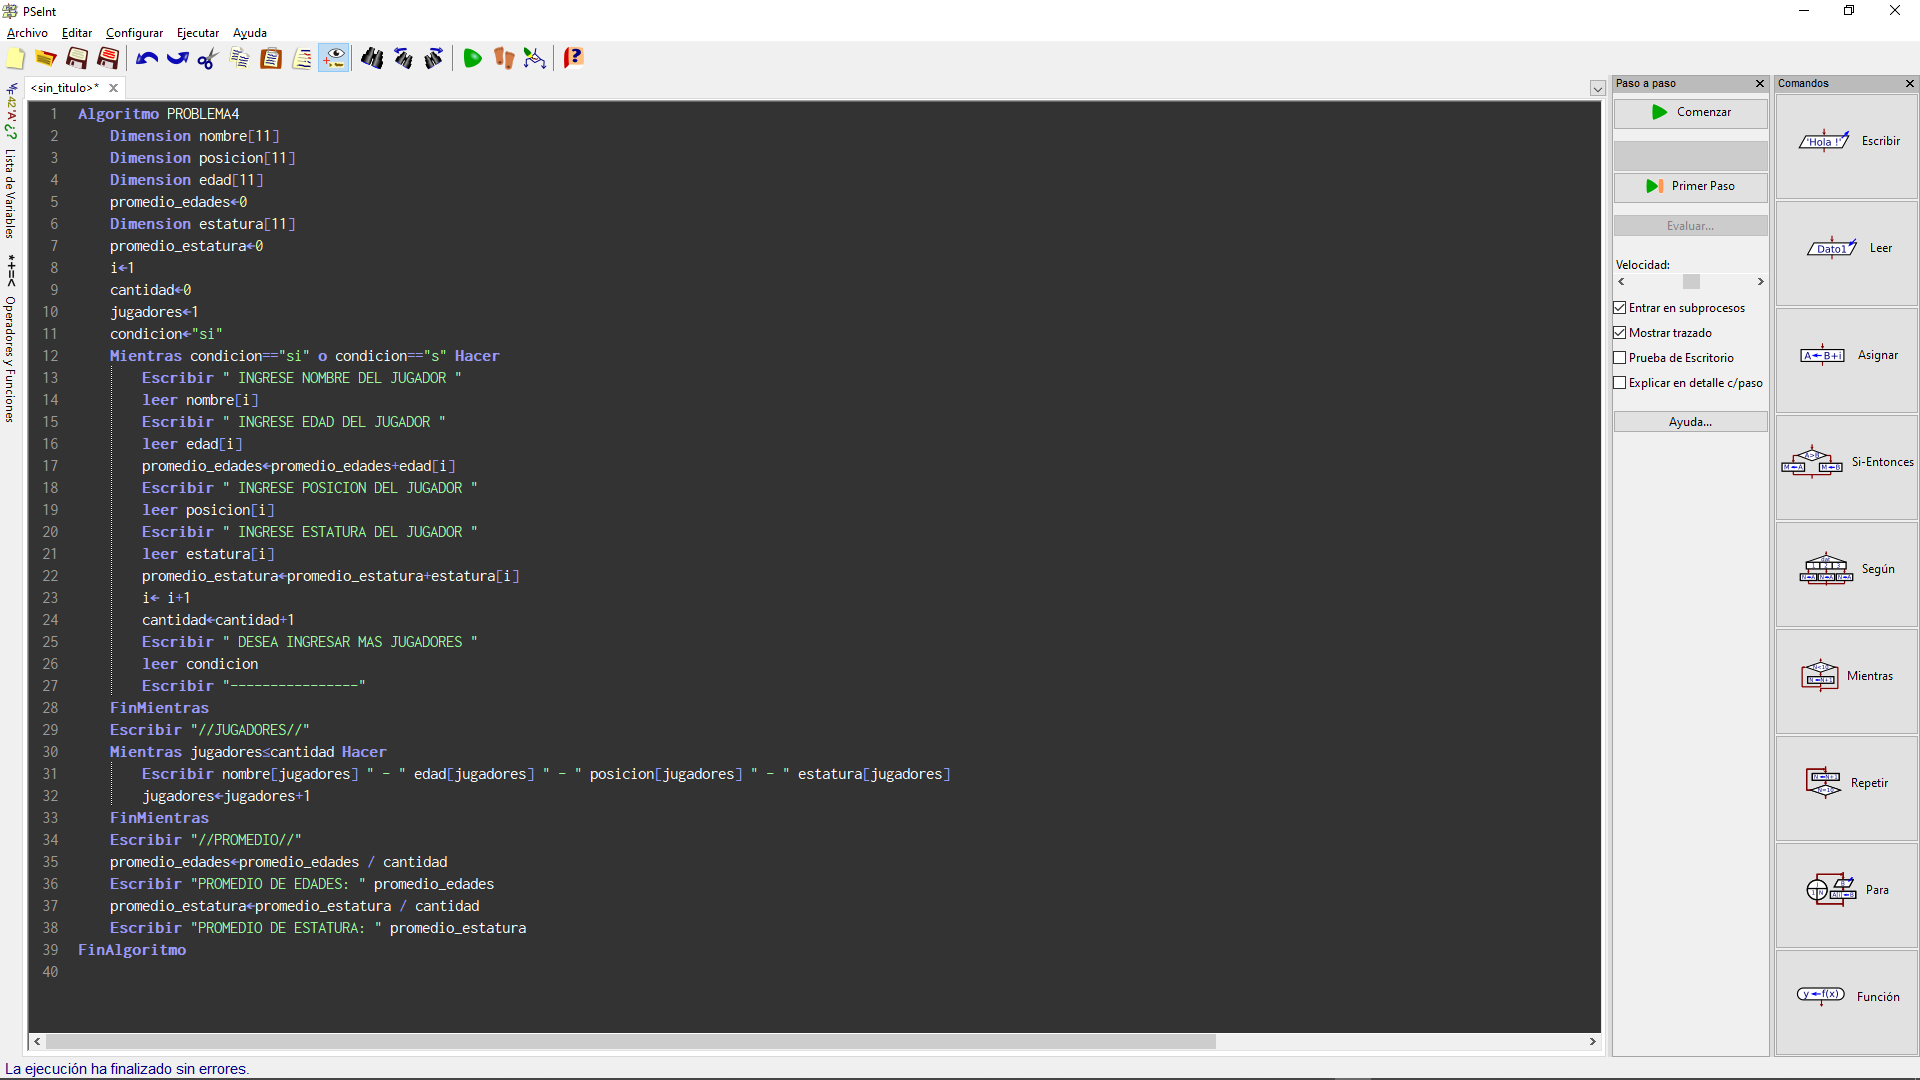 PSeInt
Archivo Editar Configurar Ejecutar Ayuda
<sin_titulo>*
Lista de Variables
*+=< Operadores y Funciones
1 Algoritmo PROBLEMA4
2 Dimension nombre[11]
3 Dimension posicion[11]
4 Dimension edad[11]
5 promedio_edades←0
6 Dimension estatura[11]
7 promedio_estatura←0
8 i←1
9 cantidad←0
10 jugadores←1
11 condicion←"si"
12 Mientras condicion=="si" o condicion=="s" Hacer
13 Escribir " INGRESE NOMBRE DEL JUGADOR "
14 leer nombre[i]
15 Escribir " INGRESE EDAD DEL JUGADOR "
16 leer edad[i]
17 promedio_edades←promedio_edades+edad[i]
18 Escribir " INGRESE POSICION DEL JUGADOR "
19 leer posicion[i]
20 Escribir " INGRESE ESTATURA DEL JUGADOR "
21 leer estatura[i]
22 promedio_estatura←promedio_estatura+estatura[i]
23 i← i+1
24 cantidad←cantidad+1
25 Escribir " DESEA INGRESAR MAS JUGADORES "
26 leer condicion
27 Escribir "----------------"
28 FinMientras
29 Escribir "//JUGADORES//"
30 Mientras jugadores≤cantidad Hacer
31 Escribir nombre[jugadores] " - " edad[jugadores] " - " posicion[jugadores] " - " estatura[jugadores]
32 jugadores←jugadores+1
33 FinMientras
34 Escribir "//PROMEDIO//"
35 promedio_edades←promedio_edades / cantidad
36 Escribir "PROMEDIO DE EDADES: " promedio_edades
37 promedio_estatura←promedio_estatura / cantidad
38 Escribir "PROMEDIO DE ESTATURA: " promedio_estatura
39 FinAlgoritmo
40
Paso a paso
Comenzar
Primer Paso
Evaluar...
Velocidad:
Entrar en subprocesos
Mostrar trazado
Prueba de Escritorio
Explicar en detalle c/paso
Ayuda...
Comandos
'Hola !' Escribir
Dato1 Leer
A←B+i Asignar
A>B M←A M←B Si-Entonces
Según
Mientras
Repetir
Para
y←f(x) Función
La ejecución ha finalizado sin errores.